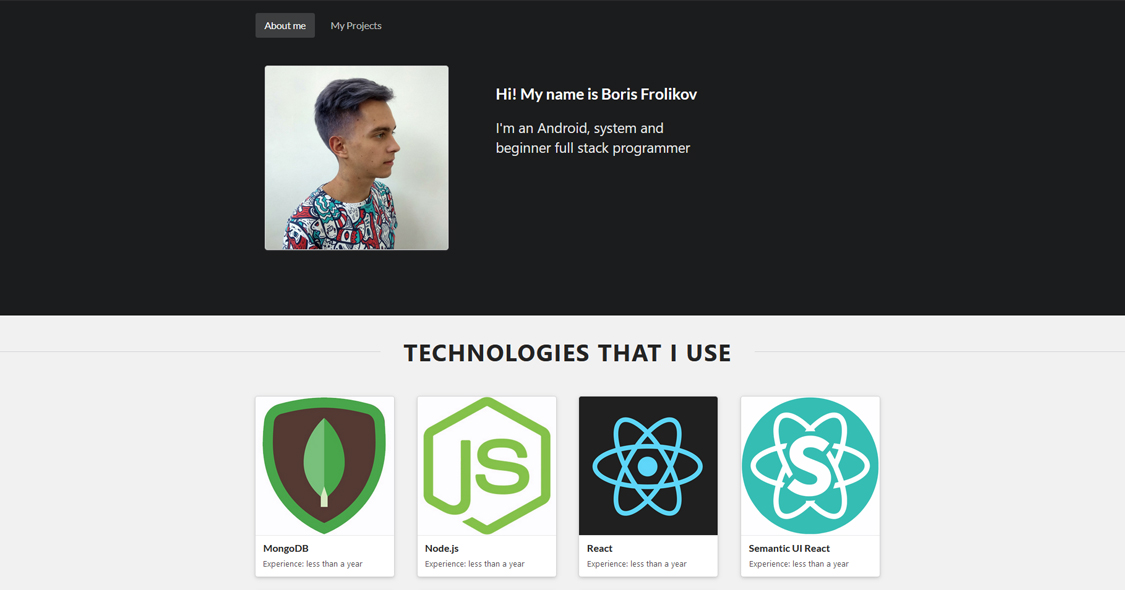 About me
My Projects
Hi! My name is Boris Frolikov
I'm an Android, system and
beginner full stack programmer
TECHNOLOGIES THAT I USE
JS
S
MongoDB
Node.js
React
Semantic UI React
Experience: less than a year
Experience: less than a year
Experience: less than a year
Experience: less than a year